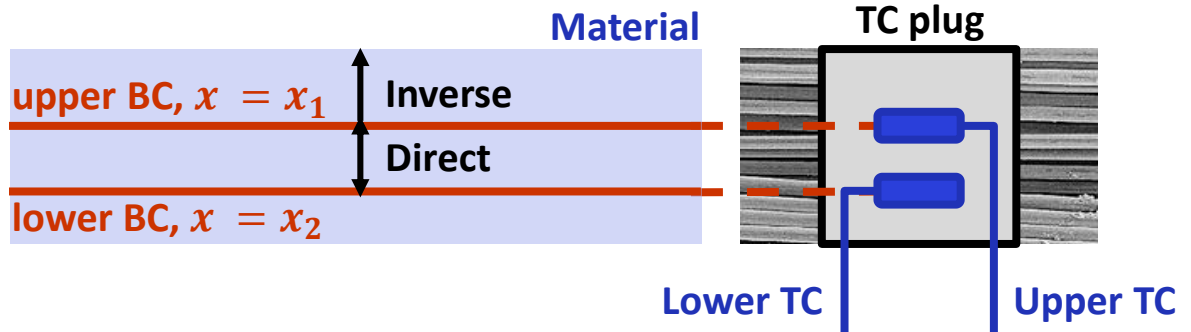 Material
TC plug
upper BC, x = x₁
Inverse
Direct
lower BC, x = x₂
Lower TC
Upper TC